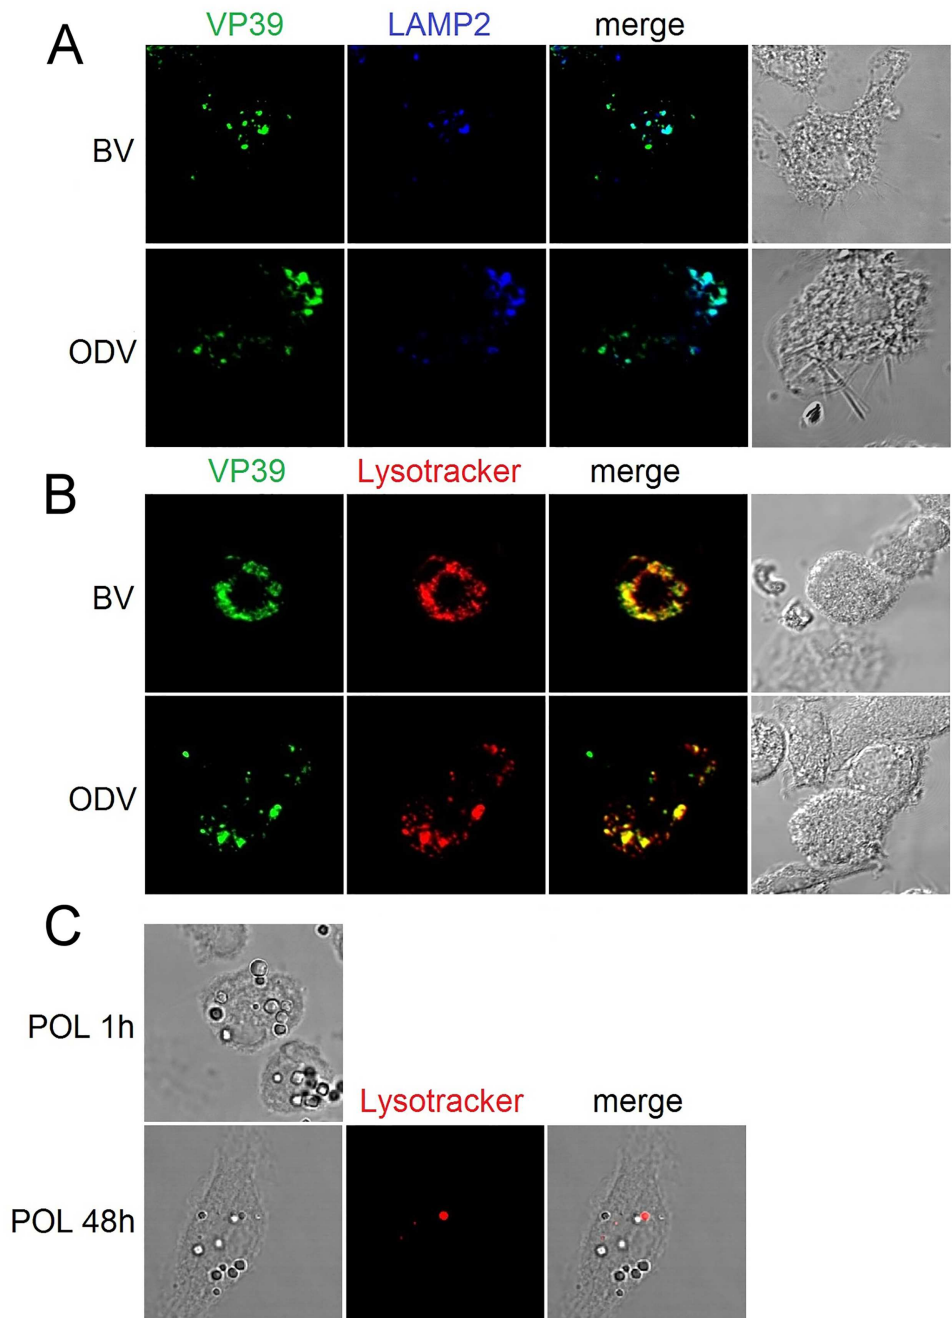 A
VP39 LAMP2 merge
BV
ODV
B
VP39 Lysotracker merge
BV
ODV
C
POL 1h
Lysotracker merge
POL 48h